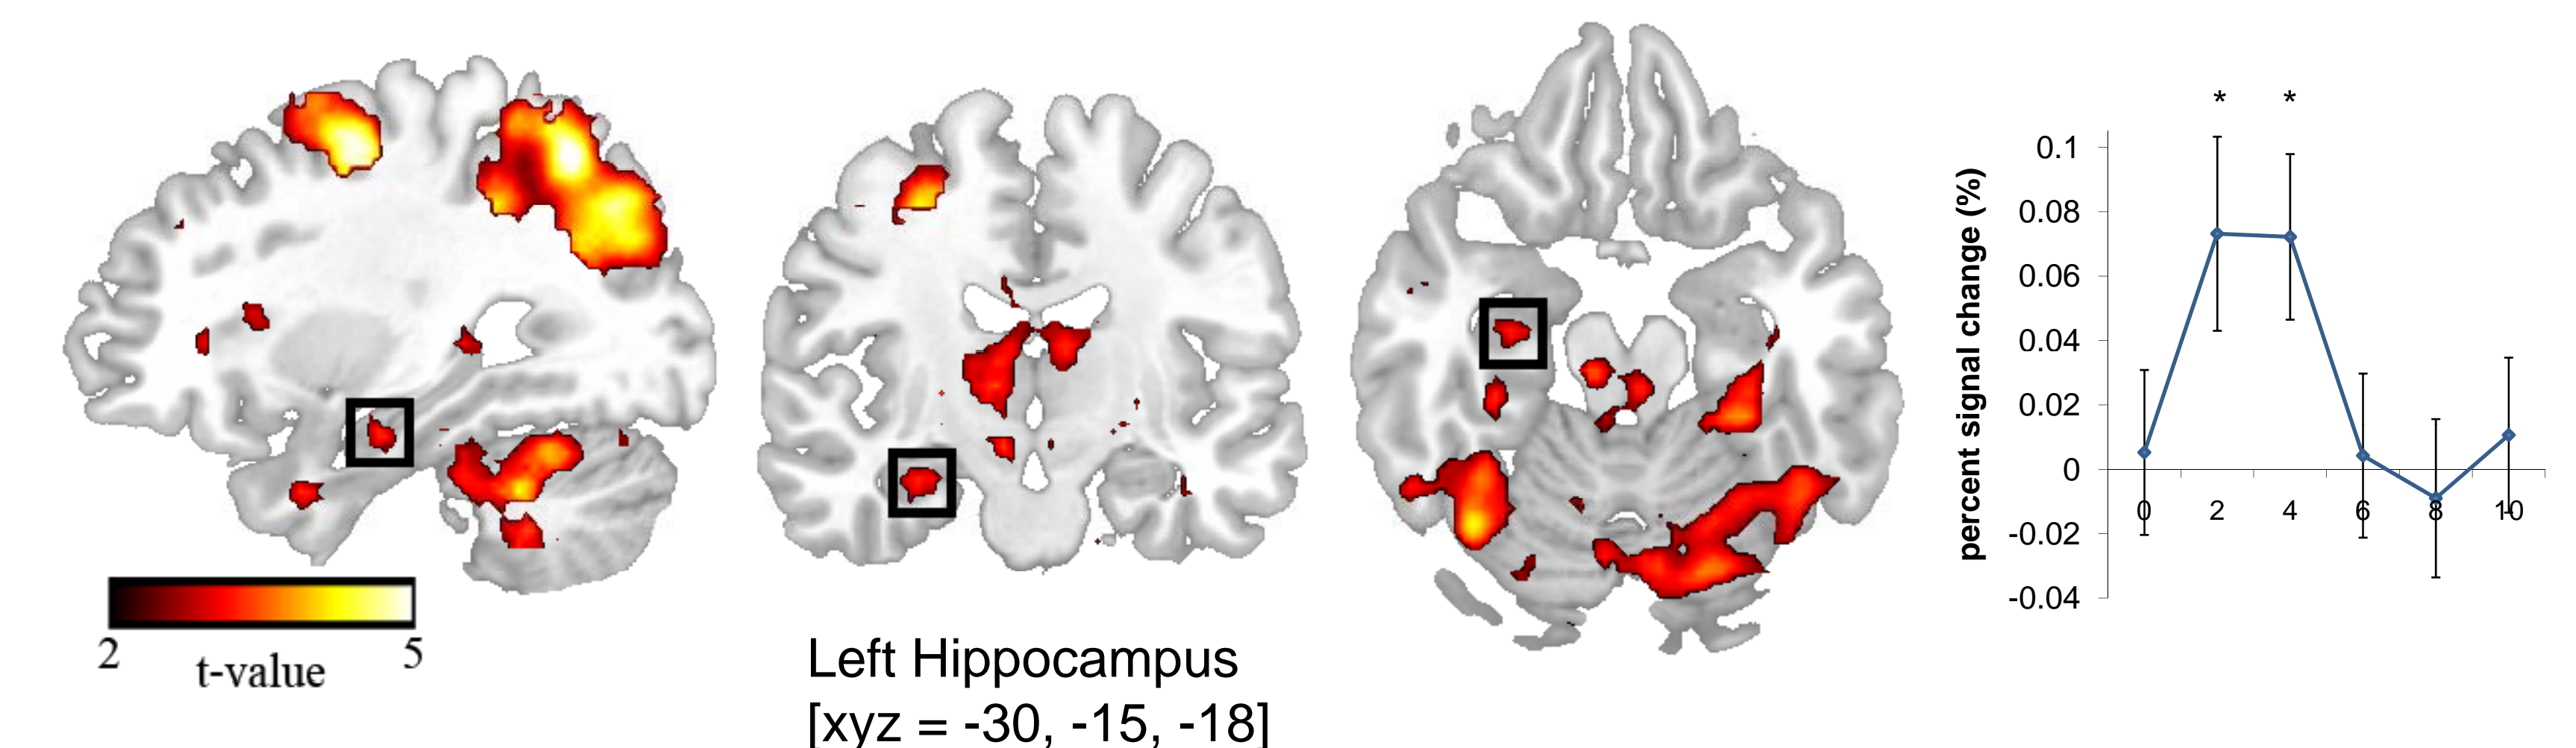 2
5
t-value
Left Hippocampus
[xyz = -30, -15, -18]
* *
percent signal change (%)
0.1
0.08
0.06
0.04
0.02
0
-0.02
-0.04
0 2 4 6 8 10